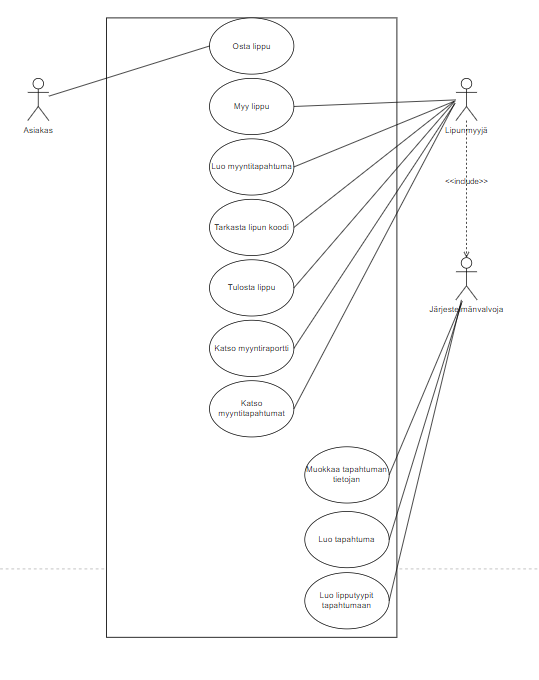 Osta lippu
Asiakas
Myy lippu
Lipunmyyjä
Luo myyntitapahtuma
<<include>>
Tarkasta lipun koodi
Tulosta lippu
Järjestelmänvalvoja
Katso myyntiraportti
Katso
myyntitapahtumat
Muokkaa tapahtuman
tietojan
Luo tapahtuma
Luo lipputyypit
tapahtumaan